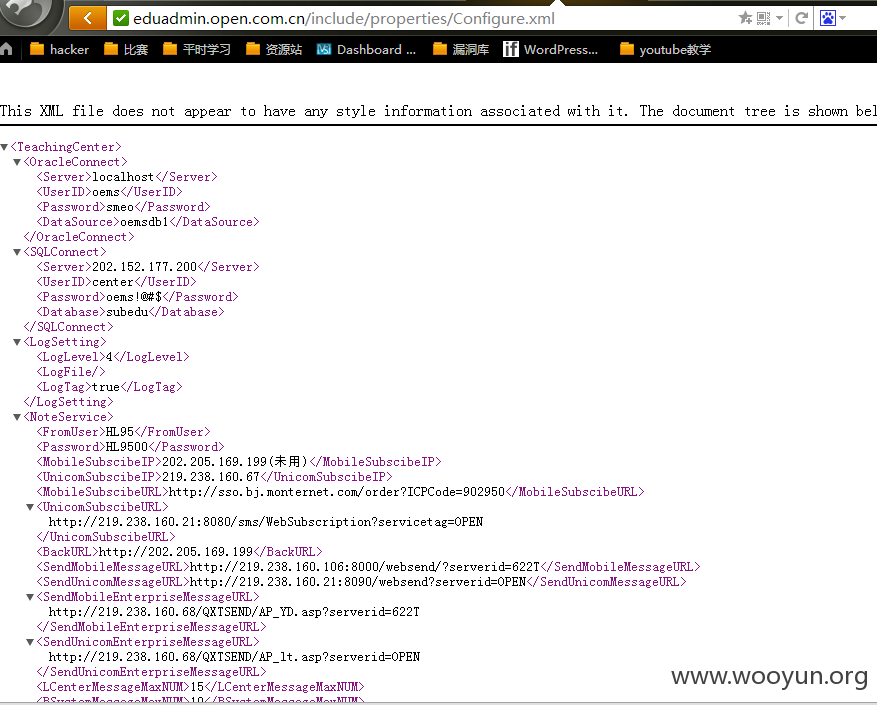 eduadmin.open.com.cn/include/properties/Configure.xml
hacker 比赛 平时学习 资源站 Dashboard ... 漏洞库 WordPress... youtube教学
This XML file does not appear to have any style information associated with it. The document tree is shown bel
▼<TeachingCenter>
▼<OracleConnect>
<Server>localhost</Server>
<UserID>oems</UserID>
<Password>smeo</Password>
<DataSource>oemsdb1</DataSource>
</OracleConnect>
▼<SQLConnect>
<Server>202.152.177.200</Server>
<UserID>center</UserID>
<Password>oems!@#$</Password>
<Database>subedu</Database>
</SQLConnect>
▼<LogSetting>
<LogLevel>4</LogLevel>
<LogFile/>
<LogTag>true</LogTag>
</LogSetting>
▼<NoteService>
<FromUser>HL95</FromUser>
<Password>HL9500</Password>
<MobileSubscibeIP>202.205.169.199(未用)</MobileSubscibeIP>
<UnicomSubscibeIP>219.238.160.67</UnicomSubscibeIP>
<MobileSubscibeURL>http://sso.bj.monternet.com/order?ICPCode=902950</MobileSubscibeURL>
▼<UnicomSubscibeURL>
http://219.238.160.21:8080/sms/WebSubscription?servicetag=OPEN
</UnicomSubscibeURL>
<BackURL>http://202.205.169.199</BackURL>
<SendMobileMessageURL>http://219.238.160.106:8000/websend/?serverid=622T</SendMobileMessageURL>
<SendUnicomMessageURL>http://219.238.160.21:8090/websend?serverid=OPEN</SendUnicomMessageURL>
▼<SendMobileEnterpriseMessageURL>
http://219.238.160.68/QXTSEND/AP_YD.asp?serverid=622T
</SendMobileEnterpriseMessageURL>
▼<SendUnicomEnterpriseMessageURL>
http://219.238.160.68/QXTSEND/AP_lt.asp?serverid=OPEN
</SendUnicomEnterpriseMessageURL>
<LCenterMessageMaxNUM>15</LCenterMessageMaxNUM>
<BSystemMessageMaxNUM>10</BSystemMessageMaxNUM>
www.wooyun.org